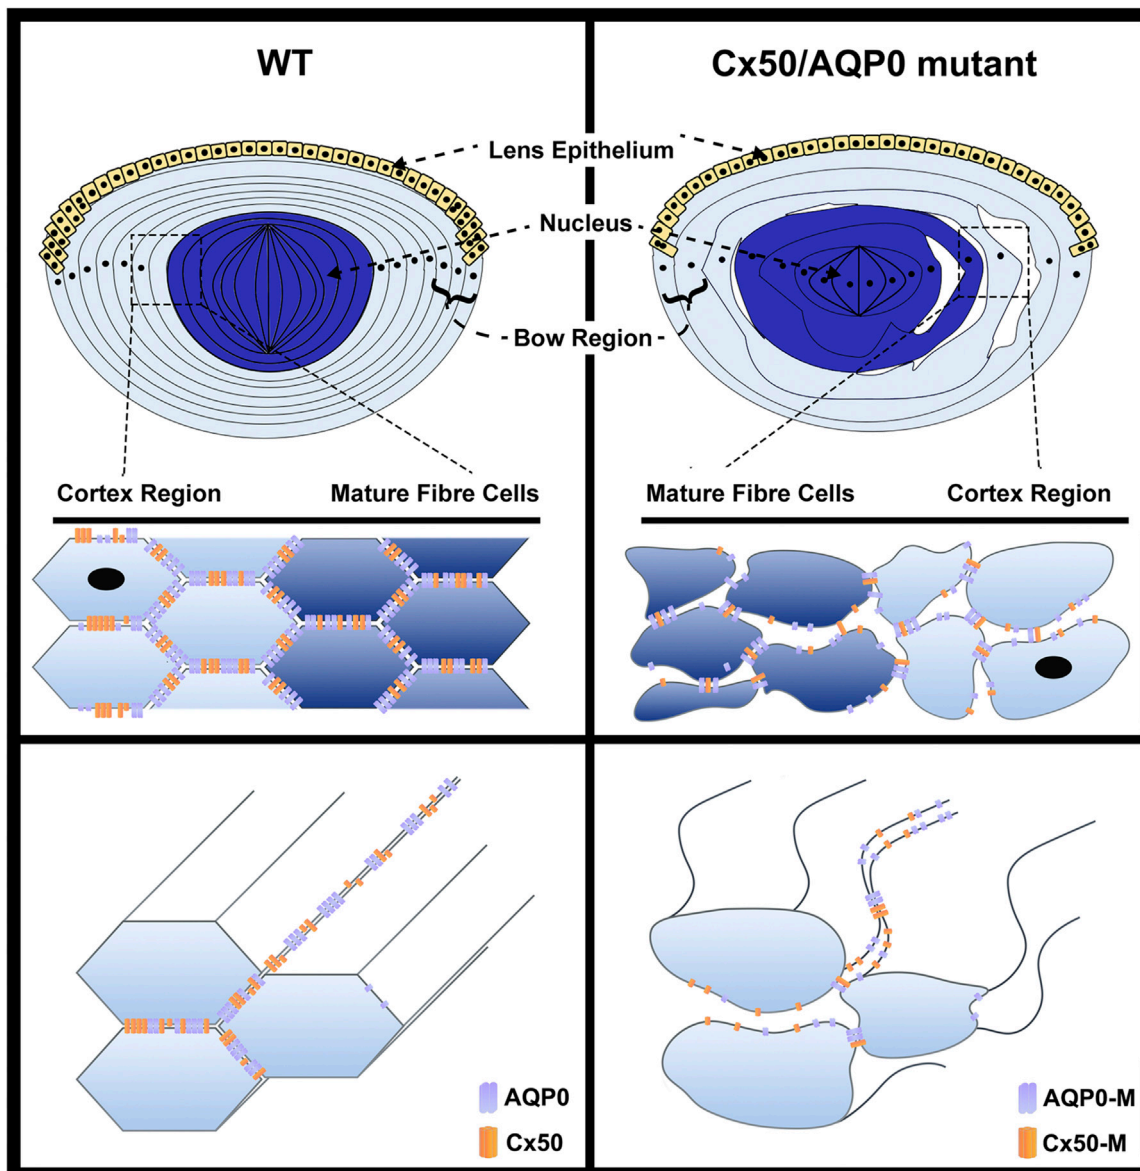 WT
Cx50/AQP0 mutant
Lens Epithelium
Nucleus
Bow Region
Cortex Region
Mature Fibre Cells
Mature Fibre Cells
Cortex Region
AQP0
Cx50
AQP0-M
Cx50-M